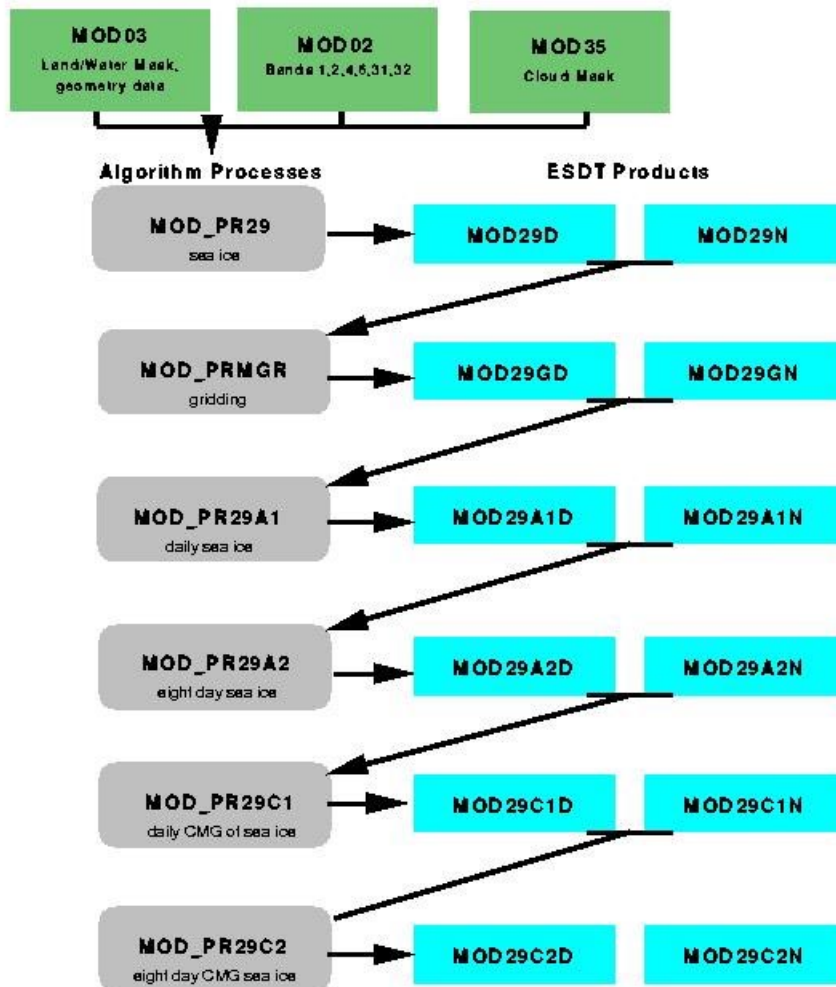 MOD03
Land/Water Mask,
geometry data
MOD02
Bands 1,2,4,6,31,32
MOD35
Cloud Mask
Algorithm Processes
ESDT Products
MOD_PR29
sea ice
MOD29D
MOD29N
MOD_PRMGR
gridding
MOD29GD
MOD29GN
MOD_PR29A1
daily sea ice
MOD29A1D
MOD29A1N
MOD_PR29A2
eight day sea ice
MOD29A2D
MOD29A2N
MOD_PR29C1
daily CMG of sea ice
MOD29C1D
MOD29C1N
MOD_PR29C2
eight day CMG sea ice
MOD29C2D
MOD29C2N